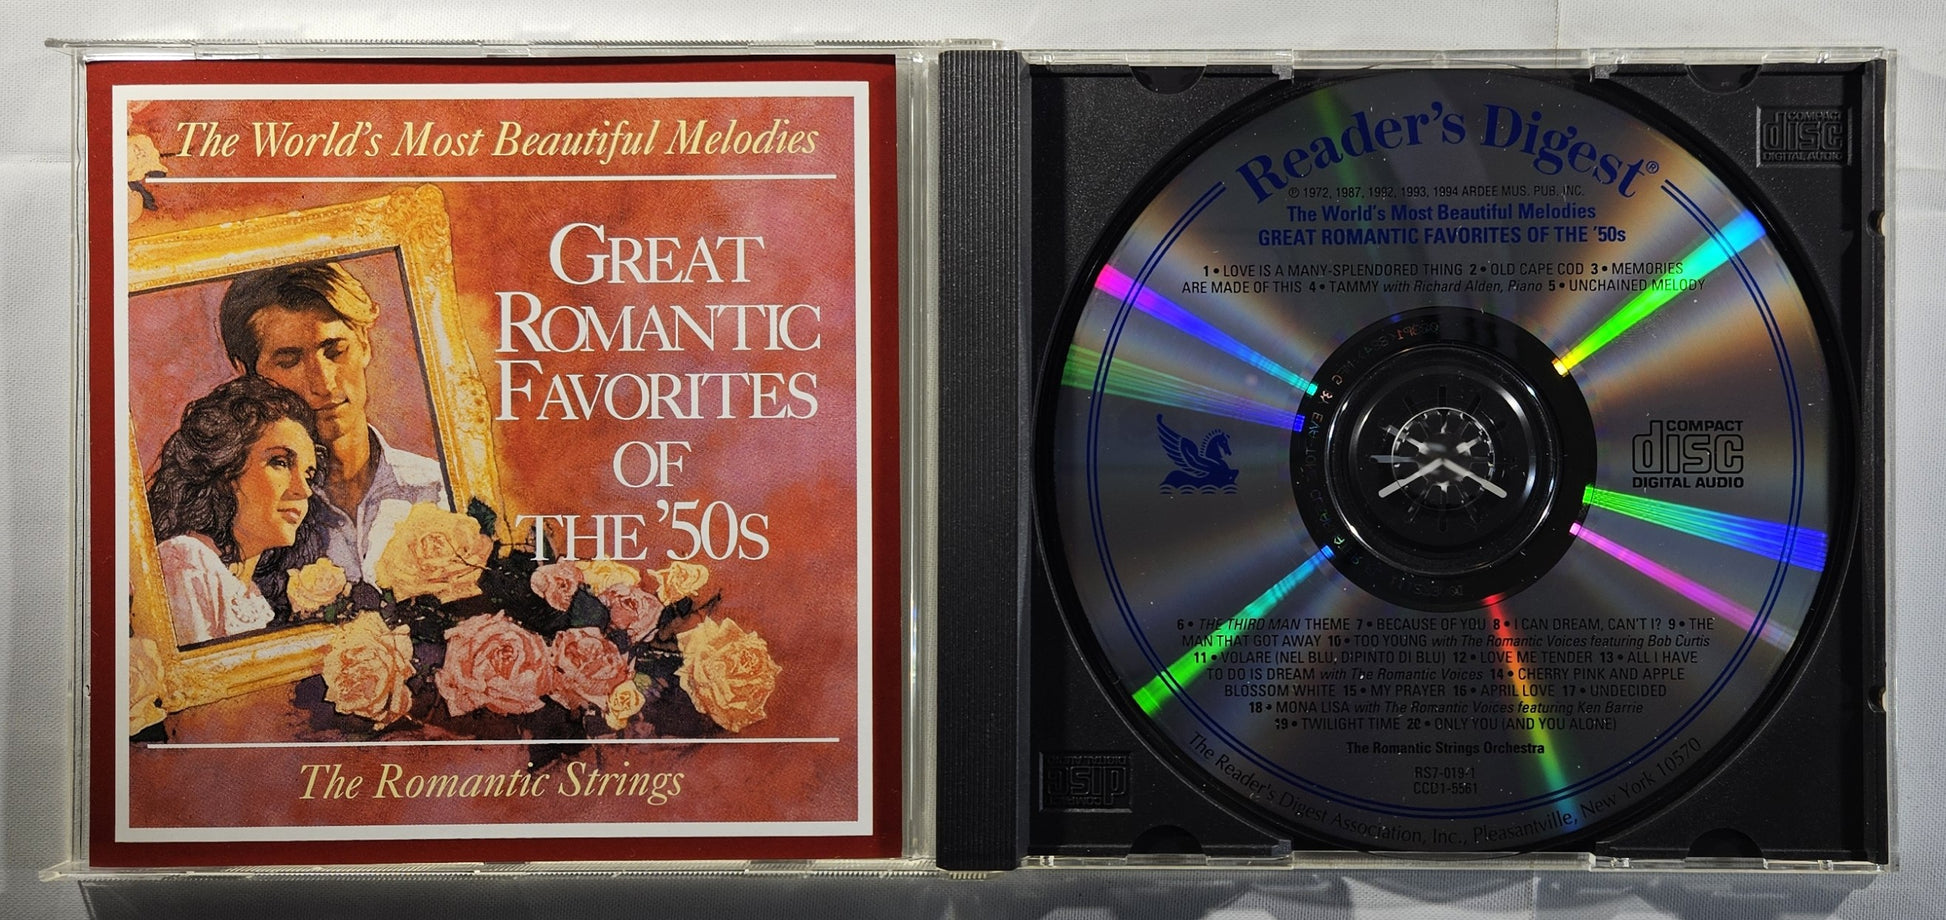 The World's Most Beautiful Melodies
GREAT
ROMANTIC
FAVORITES
OF
THE '50S
The Romantic Strings
Reader's Digest®
℗ 1972, 1987, 1992, 1993, 1994 ARDEE MUS. PUB. INC.
The World's Most Beautiful Melodies
GREAT ROMANTIC FAVORITES OF THE '50s
1 • LOVE IS A MANY-SPLENDORED THING 2 • OLD CAPE COD 3 • MEMORIES
ARE MADE OF THIS 4 • TAMMY with Richard Alden, Piano 5 • UNCHAINED MELODY
COMPACT
disc
DIGITAL AUDIO
COMPACT
disc
DIGITAL AUDIO
6 • THE THIRD MAN THEME 7 • BECAUSE OF YOU 8 • I CAN DREAM, CAN'T I? 9 • THE
MAN THAT GOT AWAY 10 • TOO YOUNG with The Romantic Voices featuring Bob Curtis
11 • VOLARE (NEL BLU, DIPINTO DI BLU) 12 • LOVE ME TENDER 13 • ALL I HAVE
TO DO IS DREAM with The Romantic Voices 14 • CHERRY PINK AND APPLE
BLOSSOM WHITE 15 • MY PRAYER 16 • APRIL LOVE 17 • UNDECIDED
18 • MONA LISA with The Romantic Voices featuring Ken Barrie
19 • TWILIGHT TIME 20 • ONLY YOU (AND YOU ALONE)
The Romantic Strings Orchestra
RS7-019-1
CCD1-5561
The Reader's Digest Association, Inc., Pleasantville, New York 10570
COMPACT
disc
DIGITAL AUDIO